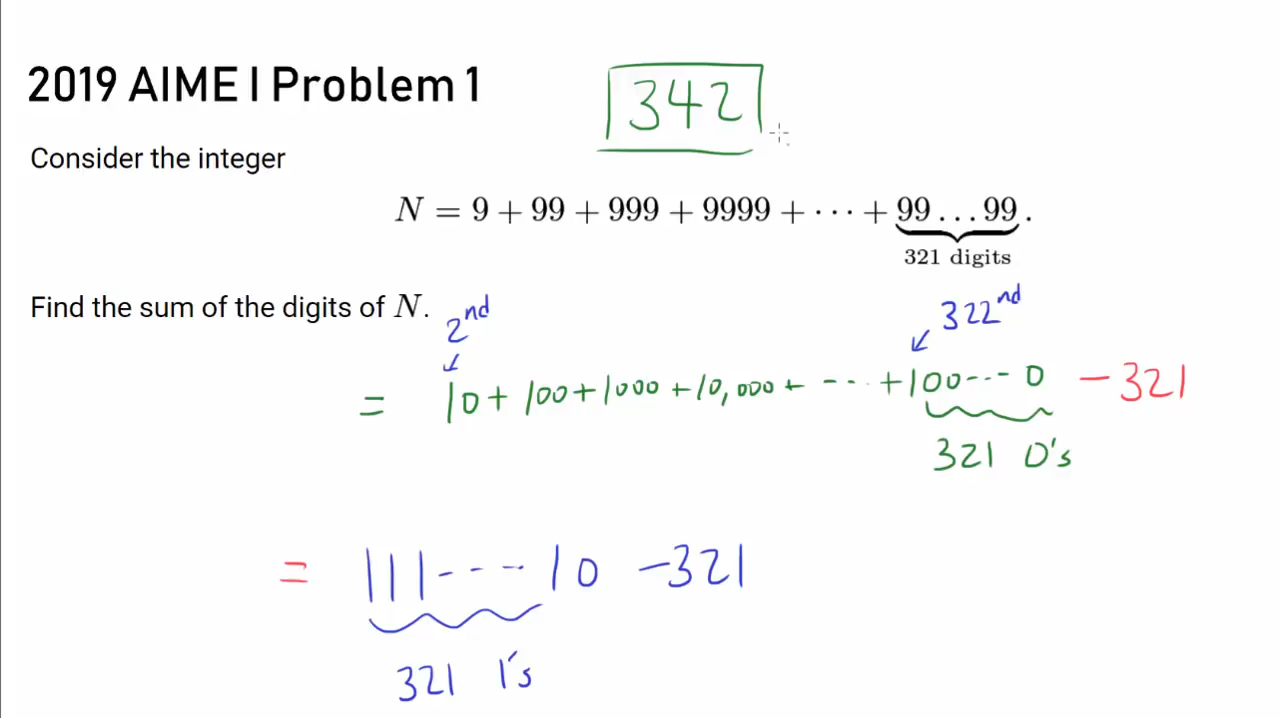 2019 AIME I Problem 1
342
Consider the integer
N = 9 + 99 + 999 + 9999 + ··· + 99...99.
321 digits
Find the sum of the digits of N.
2nd
322nd
= 10 + 100 + 1000 + 10,000 + ---- + 100--- 0 - 321
321 0's
= 111----10 -321
321 1's